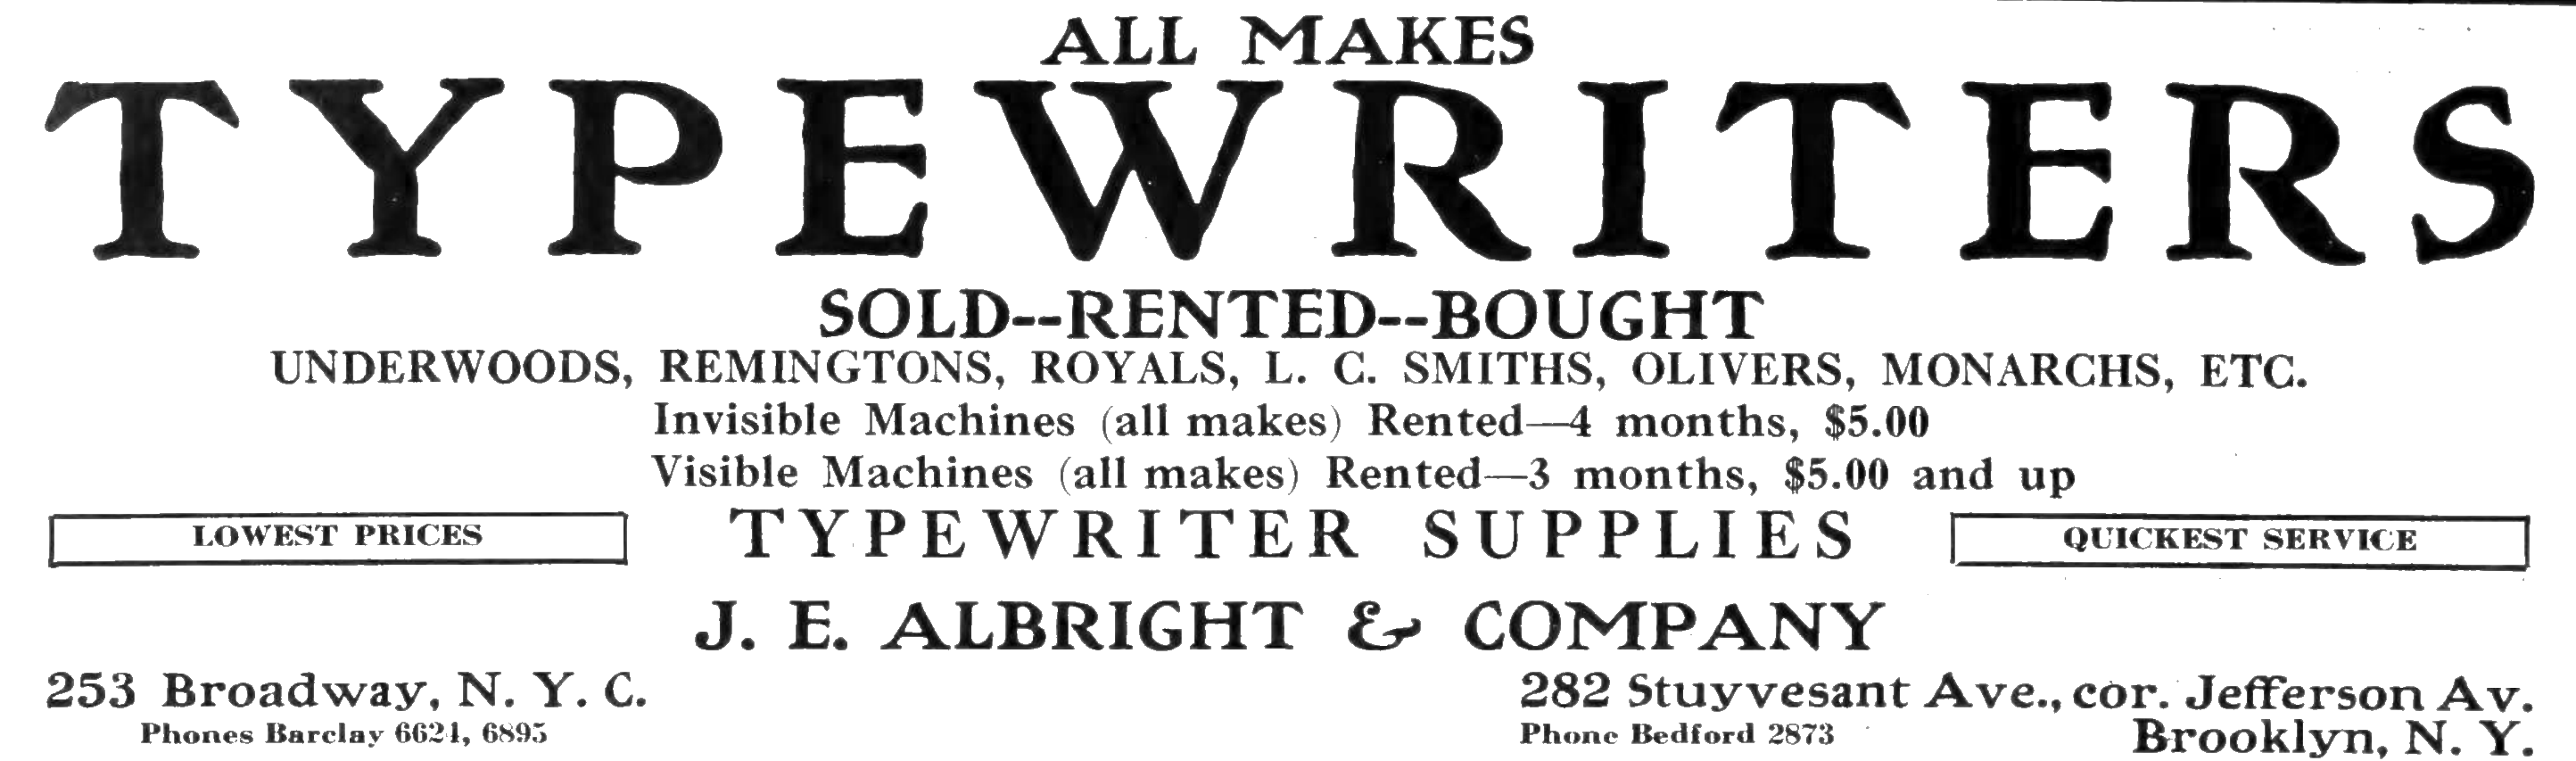 ALL MAKES
TYPEWRITERS
SOLD--RENTED--BOUGHT
UNDERWOODS, REMINGTONS, ROYALS, L. C. SMITHS, OLIVERS, MONARCHS, ETC.
Invisible Machines (all makes) Rented—4 months, $5.00
Visible Machines (all makes) Rented—3 months, $5.00 and up
LOWEST PRICES
TYPEWRITER SUPPLIES
QUICKEST SERVICE
J. E. ALBRIGHT & COMPANY
253 Broadway, N. Y. C.
Phones Barclay 6624, 6895
282 Stuyvesant Ave., cor. Jefferson Av.
Phone Bedford 2873
Brooklyn, N. Y.